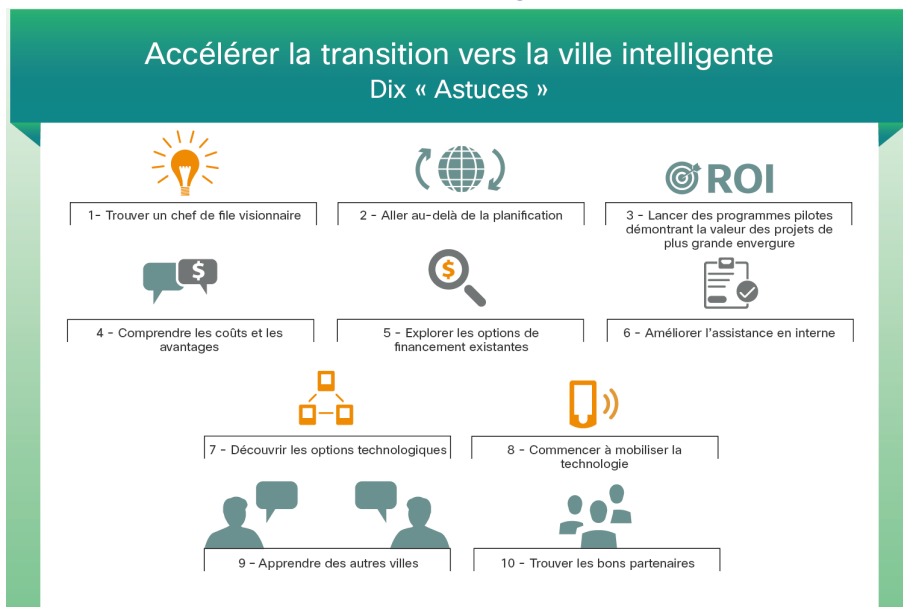 Accélérer la transition vers la ville intelligente
Dix « Astuces »
ROI
1- Trouver un chef de file visionnaire
2 - Aller au-delà de la planification
3 - Lancer des programmes pilotes
démontrant la valeur des projets de
plus grande envergure
$
$
4 - Comprendre les coûts et les
avantages
5 - Explorer les options de
financement existantes
6 - Améliorer l'assistance en interne
7 - Découvrir les options technologiques
8 - Commencer à mobiliser la
technologie
9 - Apprendre des autres villes
10 - Trouver les bons partenaires